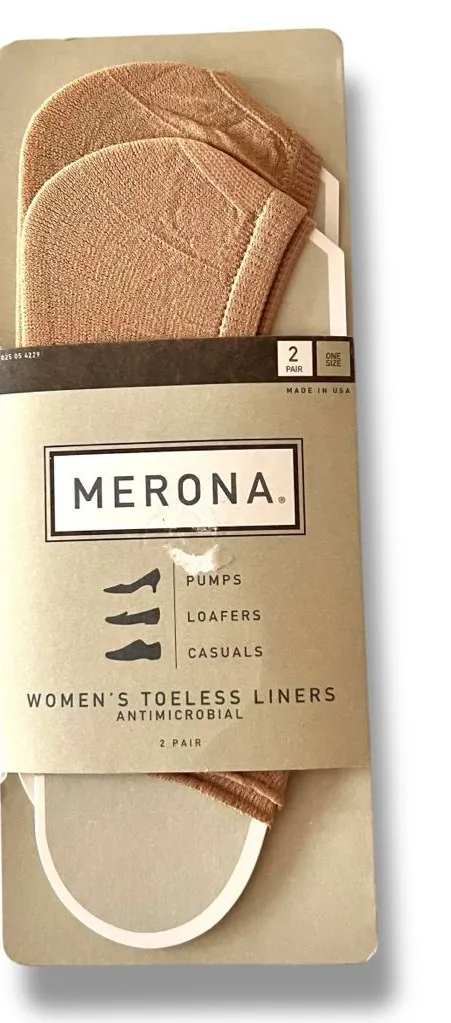 025 05 4229
2
PAIR
ONE
SIZE
MADE IN USA
MERONA®
PUMPS
LOAFERS
CASUALS
WOMEN'S TOELESS LINERS
ANTIMICROBIAL
2 PAIR